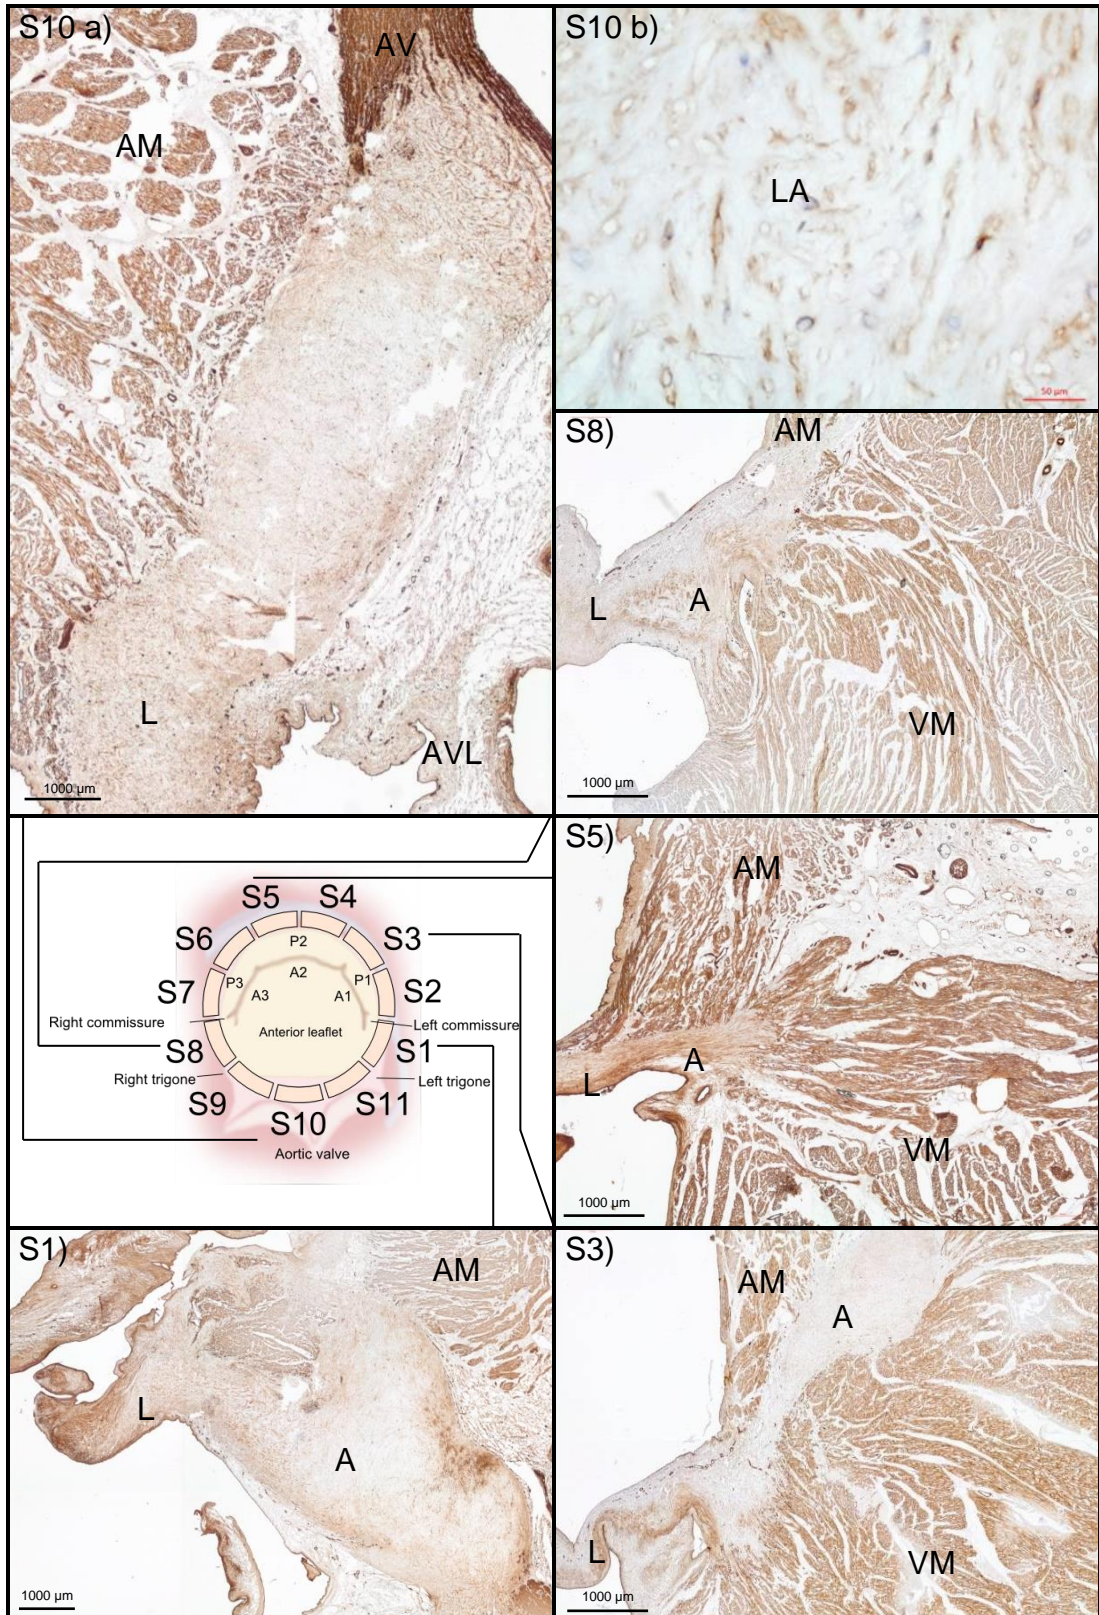 S10 a)
AV
AM
L
AVL
1000 µm
S10 b)
LA
50 µm
S8)
AM
L
A
VM
1000 µm
S5
S4
S6
S3
P2
A2
S7
P3
P1
S2
A3
A1
Right commissure
Anterior leaflet
Left commissure
S8
S1
Right trigone
Left trigone
S9
S11
S10
Aortic valve
S5)
AM
A
L
VM
1000 µm
S1)
AM
L
A
1000 µm
S3)
AM
A
L
VM
1000 µm